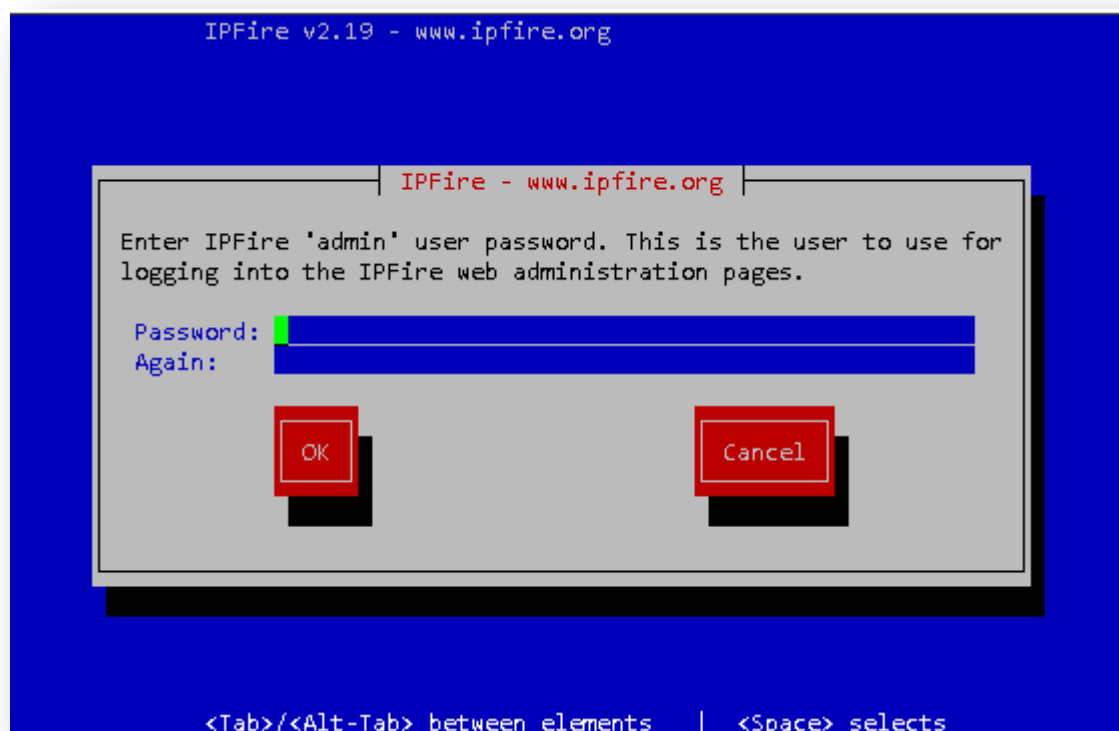 IPFire v2.19 - www.ipfire.org
IPFire - www.ipfire.org
Enter IPFire 'admin' user password. This is the user to use for
logging into the IPFire web administration pages.
Password:
Again:
OK Cancel
<Tab>/<Alt-Tab> between elements | <Space> selects